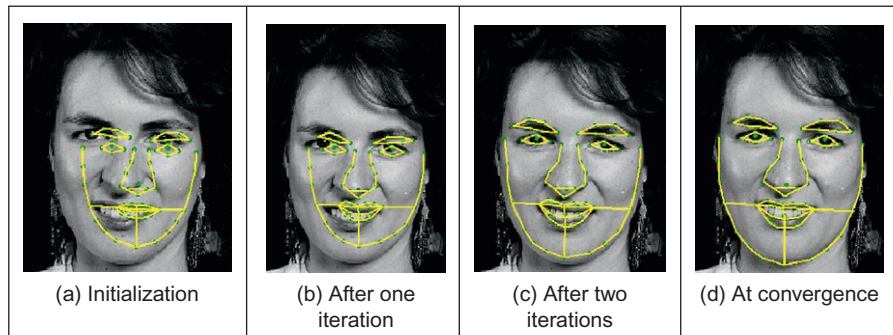 (a) Initialization
(b) After one
iteration
(c) After two
iterations
(d) At convergence